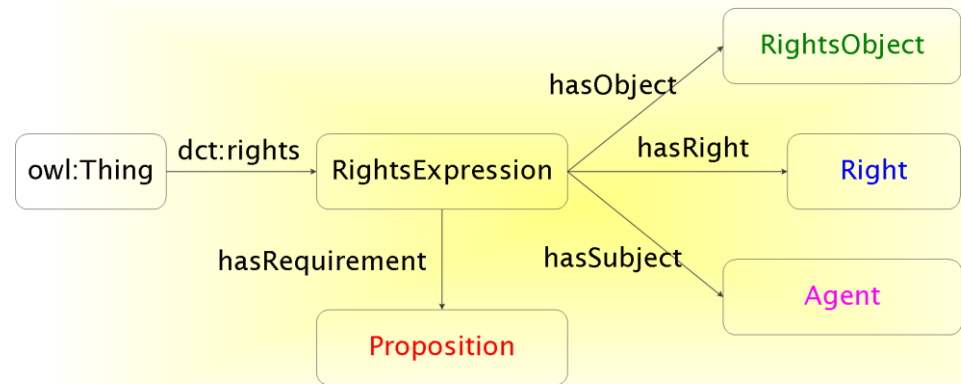 RightsObject
hasObject
dct:rights
hasRight
owl:Thing
RightsExpression
Right
hasRequirement
hasSubject
Agent
Proposition